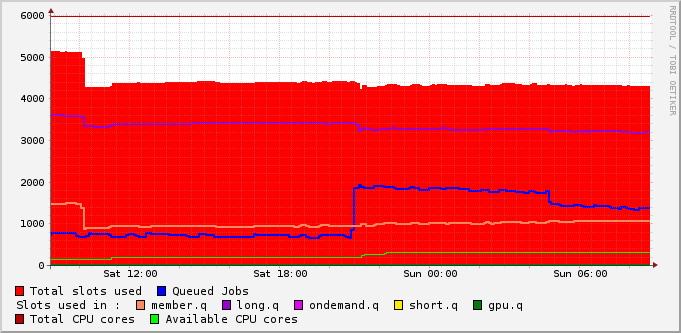 6000
5000
4000
3000
2000
1000
0
Sat 12:00 Sat 18:00 Sun 00:00 Sun 06:00
RRDTOOL / TOBI OETIKER
Total slots used Queued Jobs
Slots used in : member.q long.q ondemand.q short.q gpu.q
Total CPU cores Available CPU cores